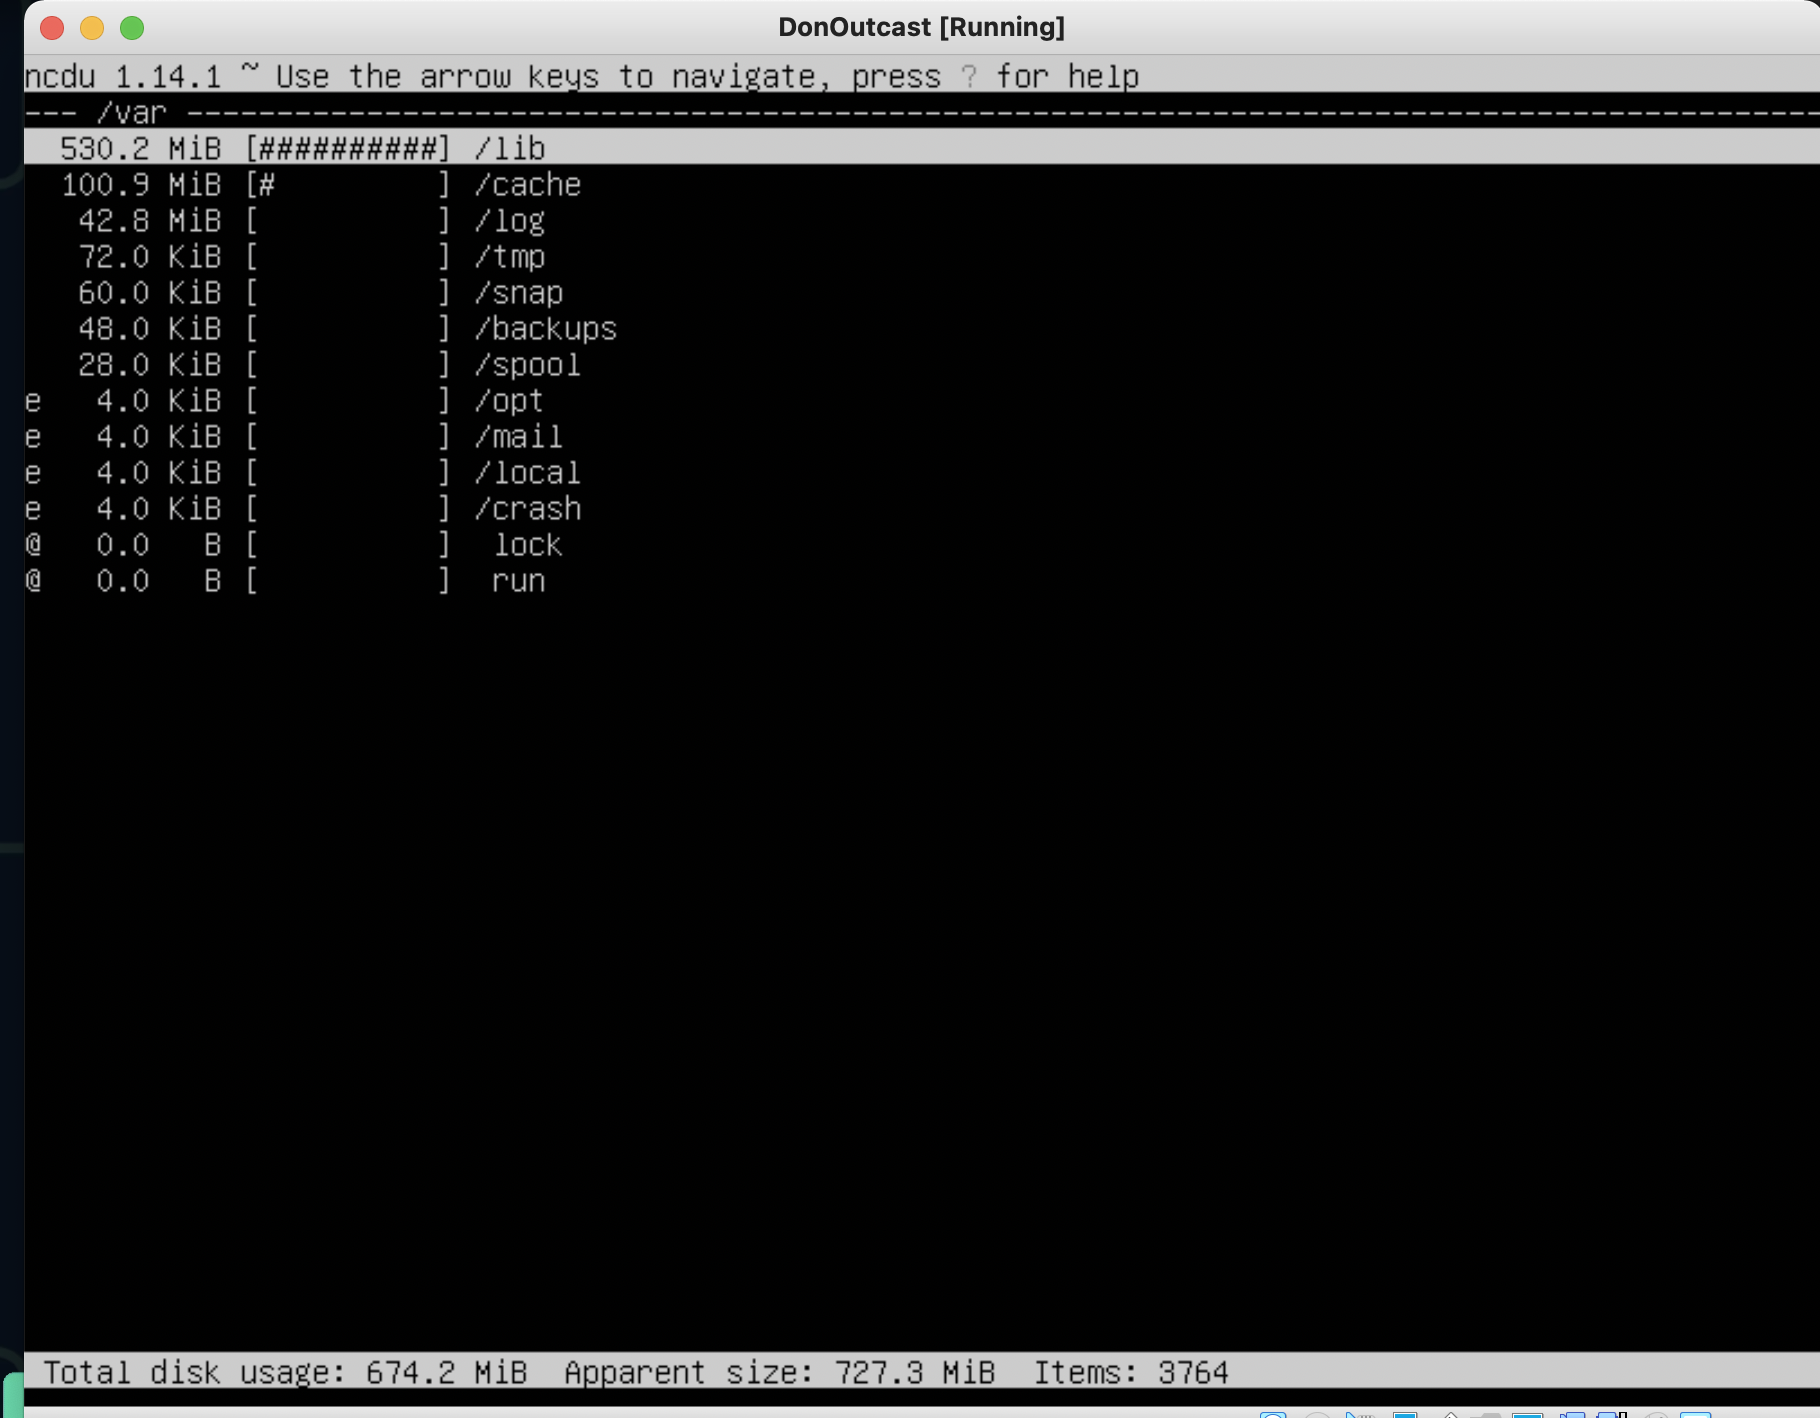 DonOutcast [Running]
ncdu 1.14.1 ~ Use the arrow keys to navigate, press ? for help
--- /var ----------------------------------------------------------------------------------------
530.2 MiB [##########] /lib
100.9 MiB [#         ] /cache
42.8 MiB [          ] /log
72.0 KiB [          ] /tmp
60.0 KiB [          ] /snap
48.0 KiB [          ] /backups
28.0 KiB [          ] /spool
e   4.0 KiB [          ] /opt
e   4.0 KiB [          ] /mail
e   4.0 KiB [          ] /local
e   4.0 KiB [          ] /crash
@   0.0   B [          ]  lock
@   0.0   B [          ]  run
Total disk usage: 674.2 MiB  Apparent size: 727.3 MiB  Items: 3764